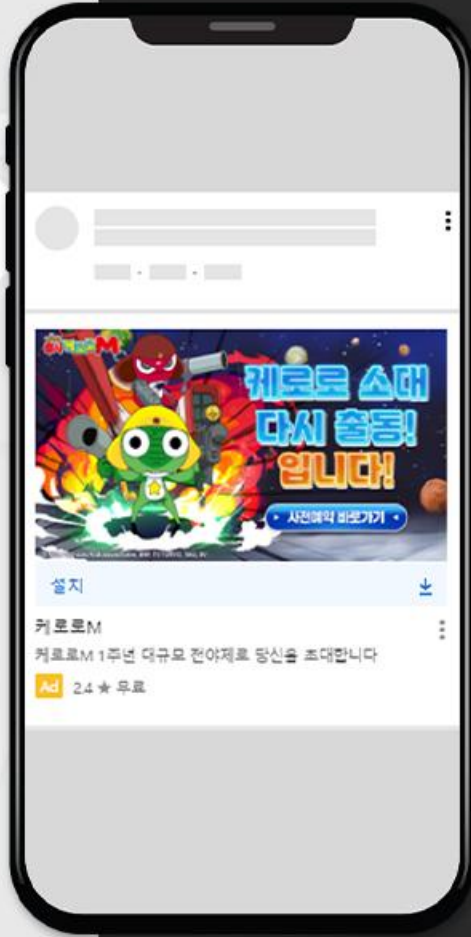 케로로M
케로로 소대
다시 출동!
입니다!
사전예약 바로가기
설치
케로로M
케로로M 1주년 대규모 전야제로 당신을 초대합니다
Ad 2.4 ★ 무료